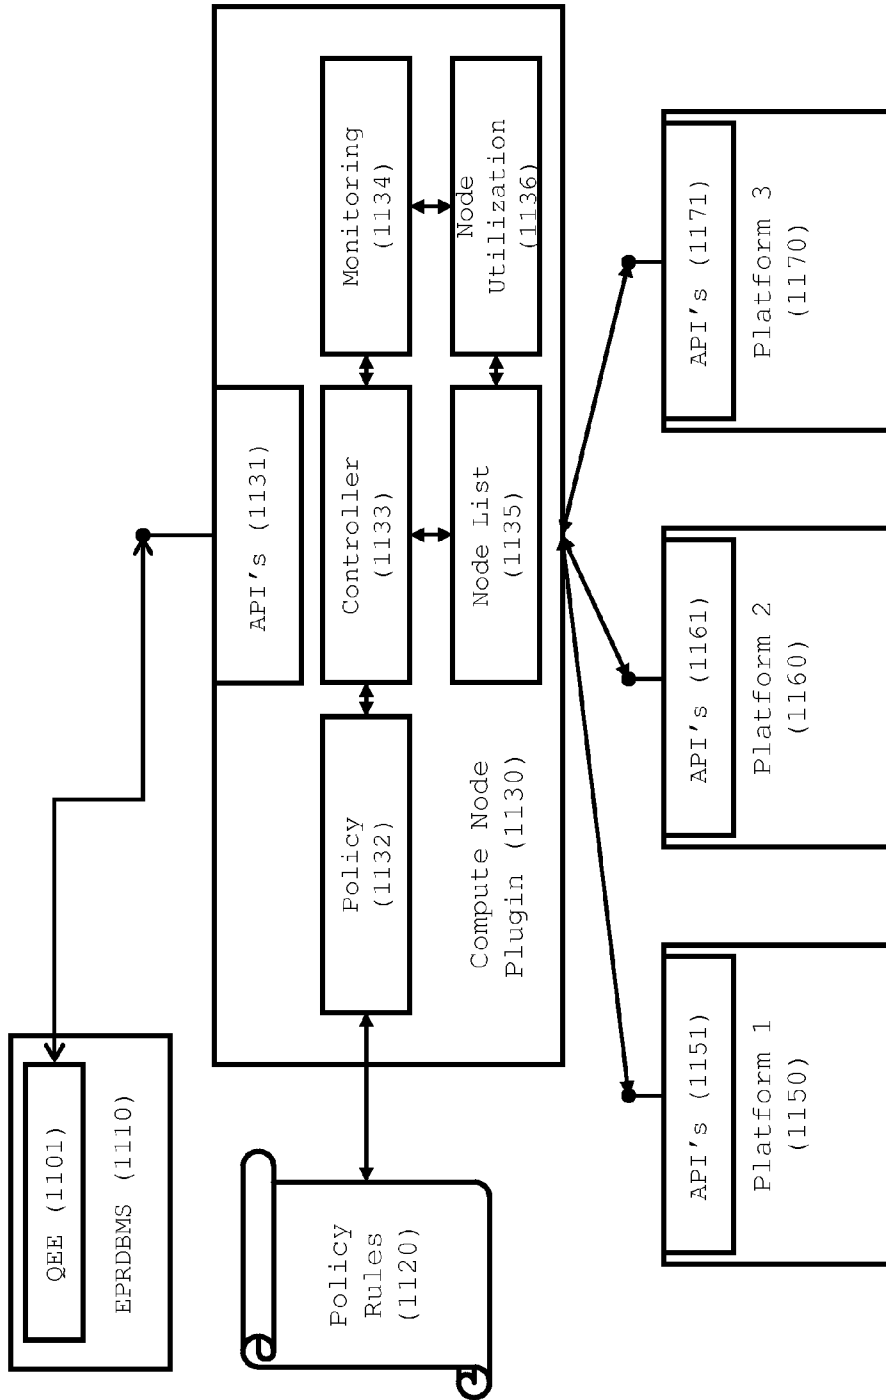 QEE (1101)
EPRDBMS (1110)
Policy
Rules
(1120)
API's (1131)
Policy
(1132)
Controller
(1133)
Monitoring
(1134)
Compute Node
Plugin (1130)
Node List
(1135)
Node
Utilization
(1136)
API's (1151)
Platform 1
(1150)
API's (1161)
Platform 2
(1160)
API's (1171)
Platform 3
(1170)